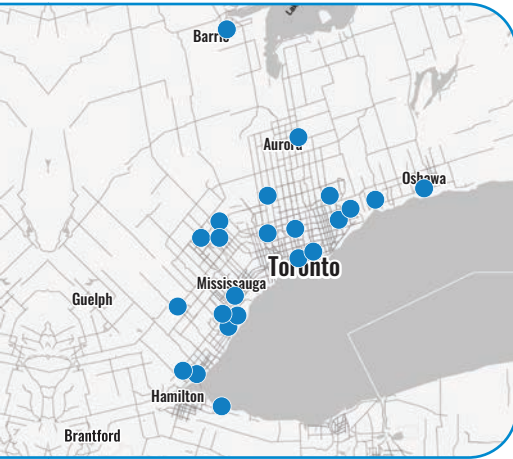 Barrie
Aurora
Oshawa
Toronto
Mississauga
Guelph
Hamilton
Brantford